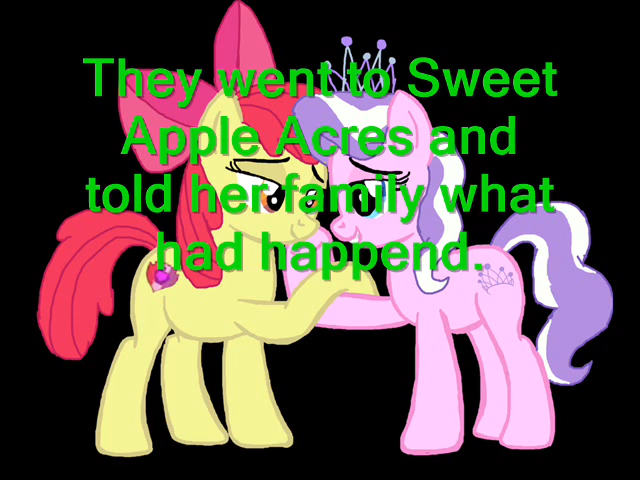 They went to Sweet
Apple Acres and
told her family what
had happend.